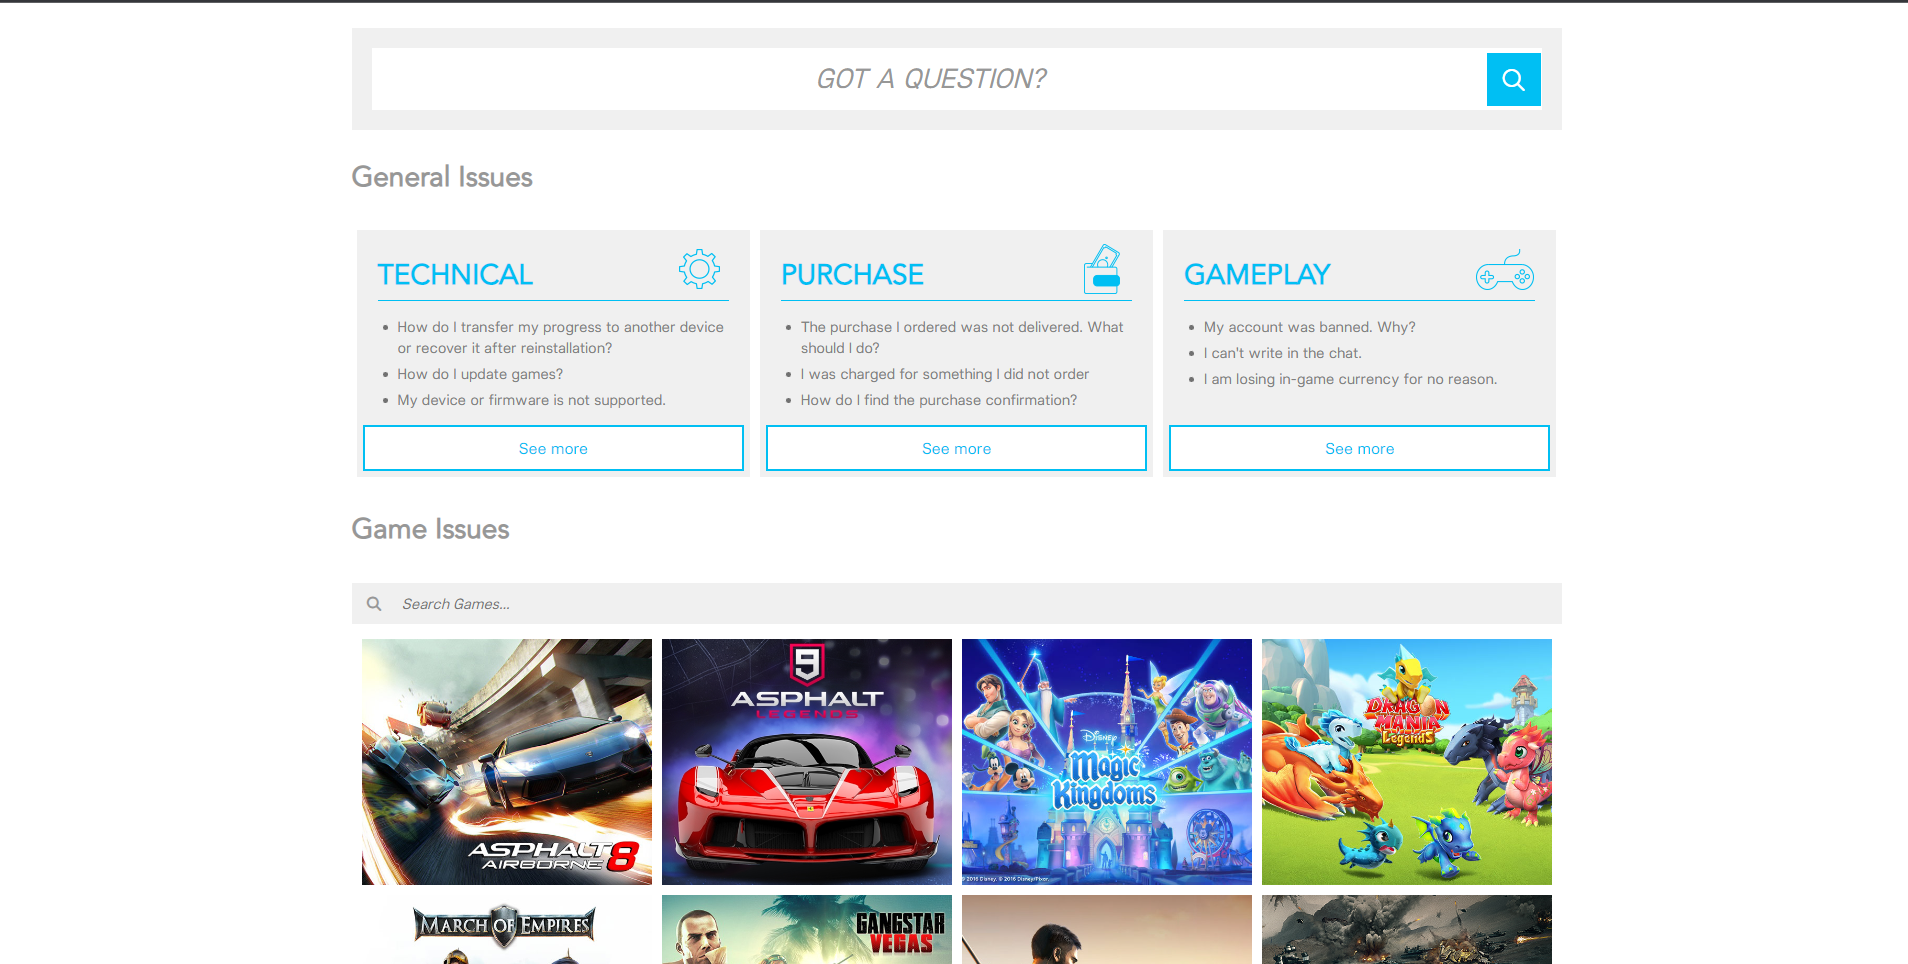 GOT A QUESTION?
General Issues
TECHNICAL
How do I transfer my progress to another device
or recover it after reinstallation?
How do I update games?
My device or firmware is not supported.
See more
PURCHASE
The purchase I ordered was not delivered. What
should I do?
I was charged for something I did not order
How do I find the purchase confirmation?
See more
GAMEPLAY
My account was banned. Why?
I can't write in the chat.
I am losing in-game currency for no reason.
See more
Game Issues
Search Games...
ASPHALT 8
AIRBORNE
9
ASPHALT
LEGENDS
Disney
Magic
Kingdoms
© 2016 Disney. © 2016 Disney/Pixar.
DRAGON
MANIA
Legends
MARCH OF EMPIRES
GANGSTAR
VEGAS